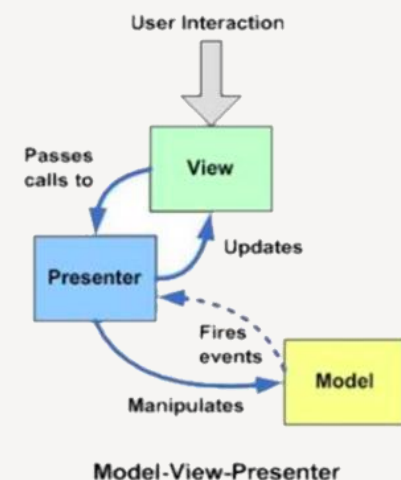 User Interaction
Passes
calls to
View
Updates
Presenter
Fires
events
Model
Manipulates
Model-View-Presenter